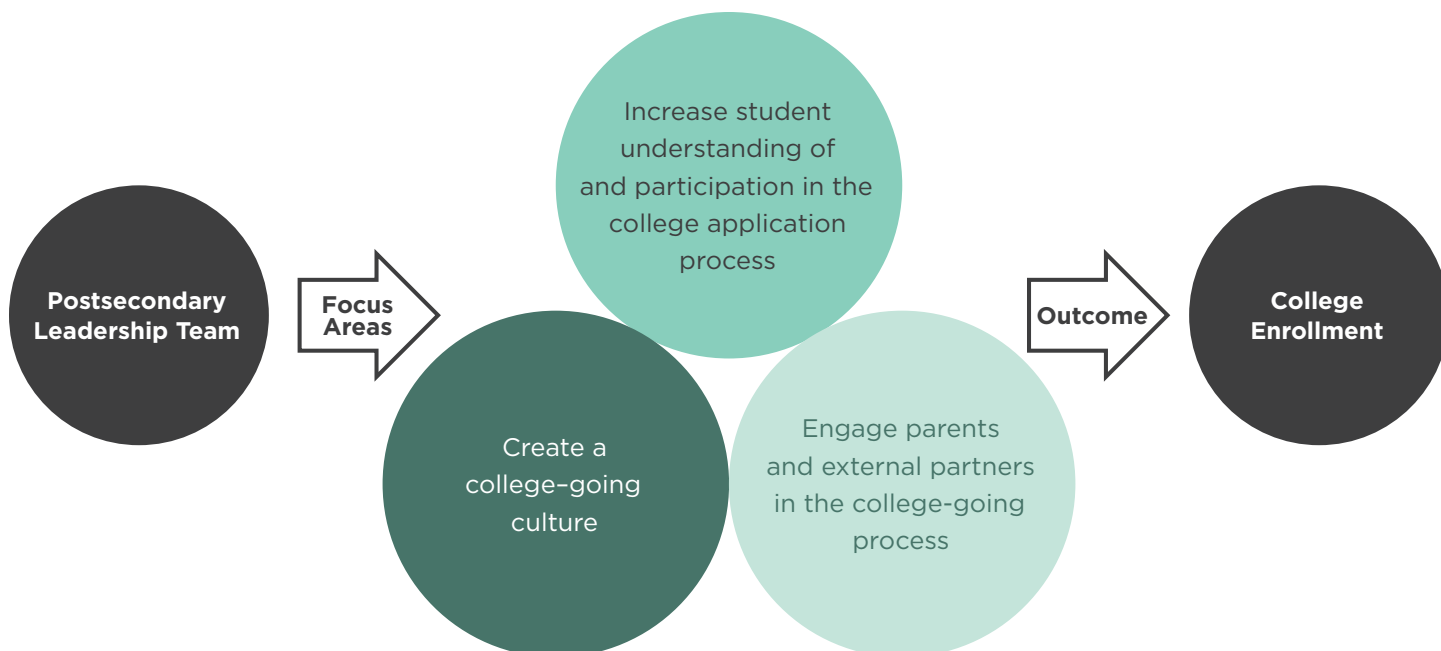 Postsecondary
Leadership Team
Focus
Areas
Increase student
understanding of
and participation in the
college application
process
Create a
college–going
culture
Engage parents
and external partners
in the college-going
process
Outcome
College
Enrollment